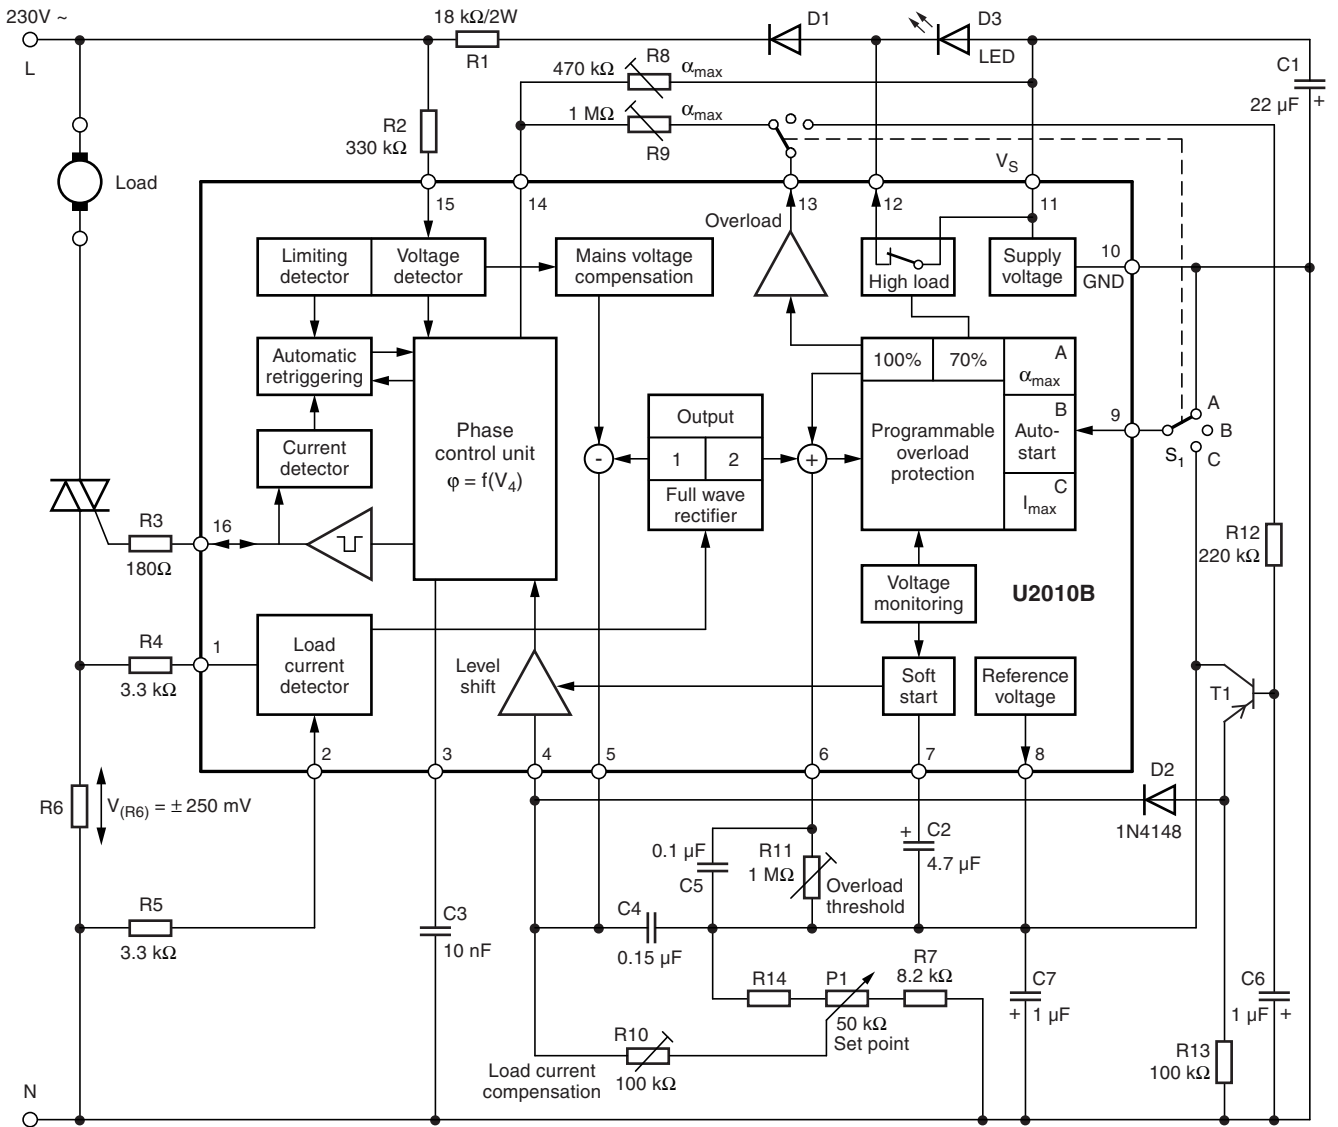 230V ~
L
18 kΩ/2W
R1
D1
D3
LED
C1
22 μF
+
470 kΩ
R8
αmax
1 MΩ
R9
αmax
R2
330 kΩ
Load
VS
15
14
13
12
11
Overload
10
GND
Limiting
detector
Voltage
detector
Mains voltage
compensation
High load
Supply
voltage
Automatic
retriggering
100%
70%
A
αmax
Phase
control unit
φ = f(V4)
Output
1
2
Full wave
rectifier
-
+
Programmable
overload
protection
B
Auto-
start
C
Imax
9
A
B
C
S1
Current
detector
R3
180Ω
16
R12
220 kΩ
Voltage
monitoring
U2010B
R4
3.3 kΩ
1
Load
current
detector
Level
shift
Soft
start
Reference
voltage
T1
2
3
4
5
6
7
8
R6
V(R6) = ± 250 mV
D2
1N4148
0.1 μF
C5
R11
1 MΩ
Overload
threshold
+
C2
4.7 μF
R5
3.3 kΩ
C3
10 nF
C4
0.15 μF
R14
P1
50 kΩ
Set point
R7
8.2 kΩ
C7
+
1 μF
C6
1 μF
+
R10
100 kΩ
Load current
compensation
R13
100 kΩ
N